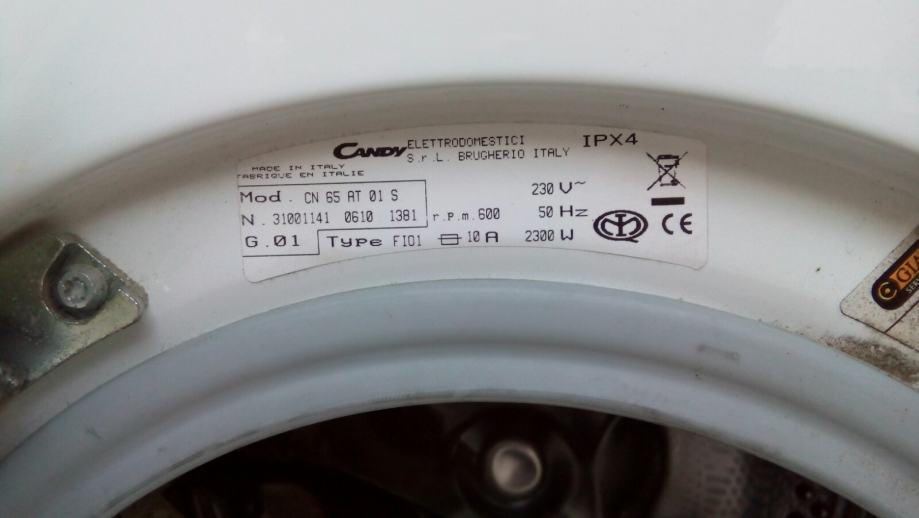 CANDY ELETTRODOMESTICI
S.r.L. BRUGHERIO ITALY
IPX4
MADE IN ITALY
FABRIQUE EN ITALIE
Mod. CN 65 AT 01 S
N. 31001141 0610 1381
r.p.m. 600
G.01
Type FI01
10 A
230 V~
50 Hz
2300 W
CE